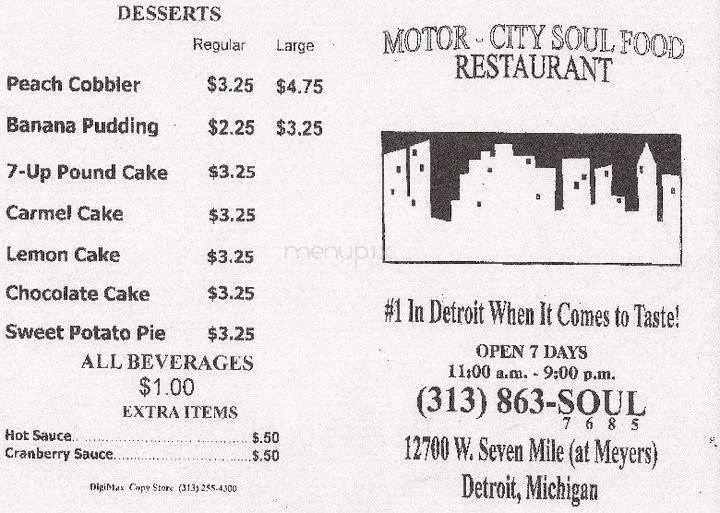 DESSERTS
Regular Large
Peach Cobbler $3.25 $4.75
Banana Pudding $2.25 $3.25
7-Up Pound Cake $3.25
Carmel Cake $3.25
Lemon Cake $3.25
Chocolate Cake $3.25
Sweet Potato Pie $3.25
ALL BEVERAGES
$1.00
EXTRA ITEMS
Hot Sauce.......................................... $.50
Cranberry Sauce.................................$.50
DigiMax Copy Store (313) 255-4300
MOTOR - CITY SOUL FOOD
RESTAURANT
#1 In Detroit When It Comes to Taste!
OPEN 7 DAYS
11:00 a.m. - 9:00 p.m.
(313) 863-SOUL
7 6 8 5
12700 W. Seven Mile (at Meyers)
Detroit, Michigan